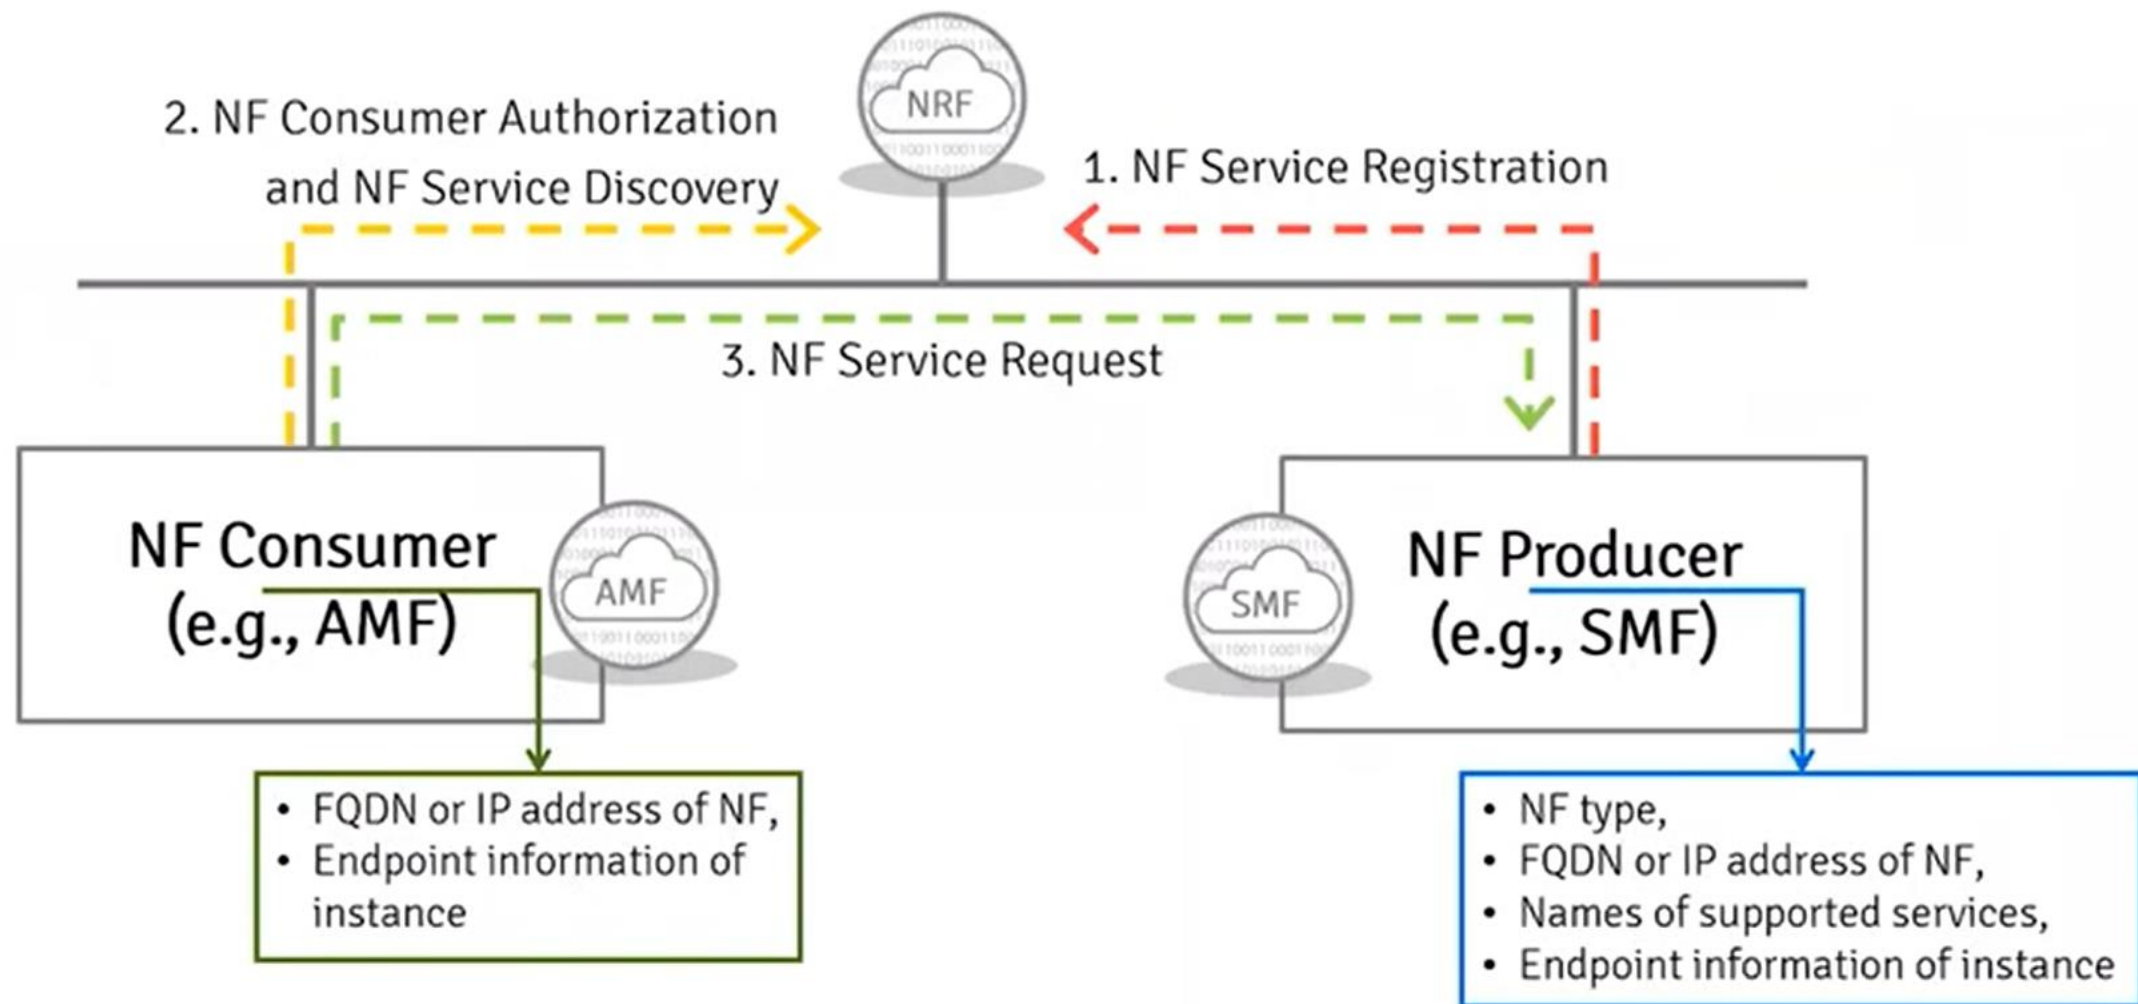 NRF
2. NF Consumer Authorization
and NF Service Discovery
1. NF Service Registration
3. NF Service Request
NF Consumer
(e.g., AMF)
AMF
SMF
NF Producer
(e.g., SMF)
• FQDN or IP address of NF,
• Endpoint information of
instance
• NF type,
• FQDN or IP address of NF,
• Names of supported services,
• Endpoint information of instance